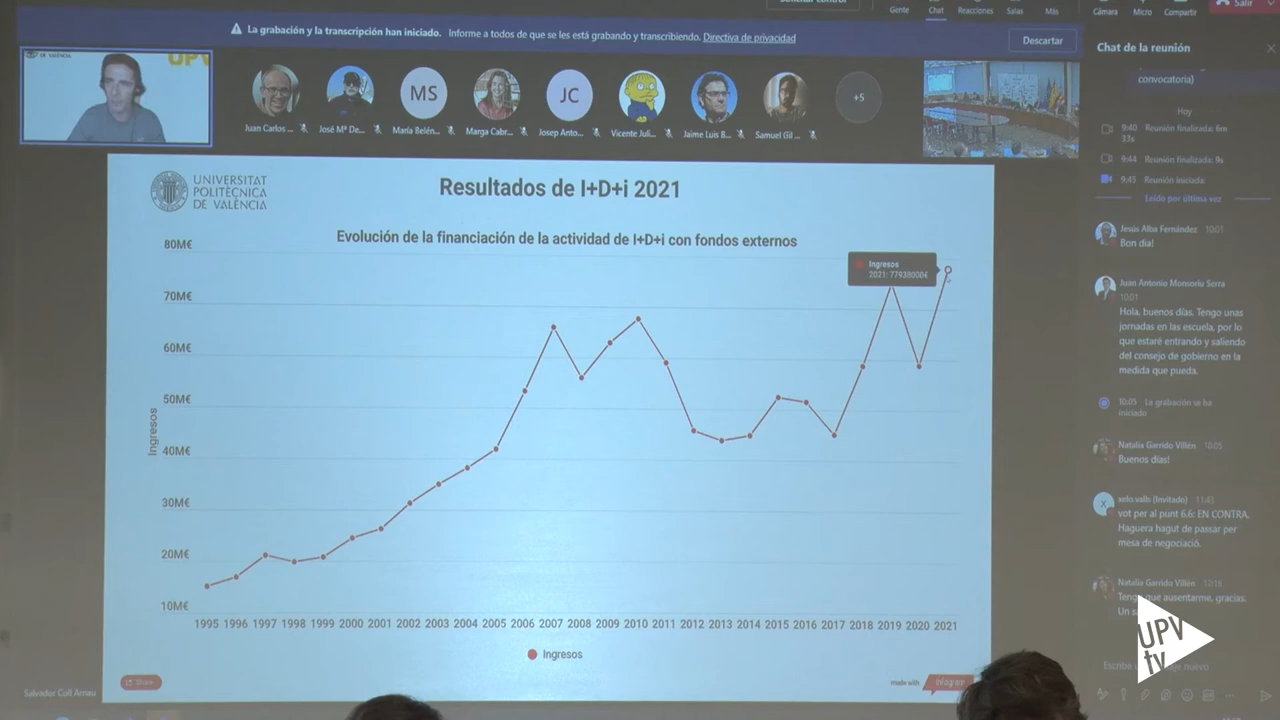 Gente
Chat
Reacciones
Salas
Más
Cámara
Micro
Compartir
Salir
La grabación y la transcripción han iniciado. Informe a todos de que se les está grabando y transcribiendo. Directiva de privacidad
Descartar
Chat de la reunión
DE VALÈNCIA
UPV
Juan Carlos ...
José Mª De...
MS
María Belén...
Marga Cabr...
JC
Josep Anto...
Vicente Juli...
Jaime Luis B...
Samuel Gil ...
+5
convocatoria)
Hoy
9:40 Reunión finalizada: 6m
33s
9:44 Reunión finalizada: 9s
9:45 Reunión iniciada
Leído por última vez
Jesús Alba Fernández 10:01
Bon dia!
Juan Antonio Monsoriu Serra
10:01
Hola, buenos días. Tengo unas
jornadas en las escuela, por lo
que estaré entrando y saliendo
del consejo de gobierno en la
medida que pueda.
10:05 La grabación se ha
iniciado
Natalia Garrido Villén 10:05
Buenos días!
X
xelo.valls (Invitado) 11:41
vot per al punt 6.6: EN CONTRA.
Haguera hagut de passar per
mesa de negociació.
Natalia Garrido Villén
Tengo que ausentarme, gracias.
Un
UNIVERSITAT
POLITÈCNICA
DE VALÈNCIA
Resultados de I+D+i 2021
Evolución de la financiación de la actividad de I+D+i con fondos externos
80M€
70M€
60M€
50M€
40M€
30M€
20M€
10M€
Ingresos
Ingresos
2021: 77938000€
1995 1996 1997 1998 1999 2000 2001 2002 2003 2004 2005 2006 2007 2008 2009 2010 2011 2012 2013 2014 2015 2016 2017 2018 2019 2020 2021
Ingresos
Share
made with infogram
Salvador Coll Arnau
UPV
tv